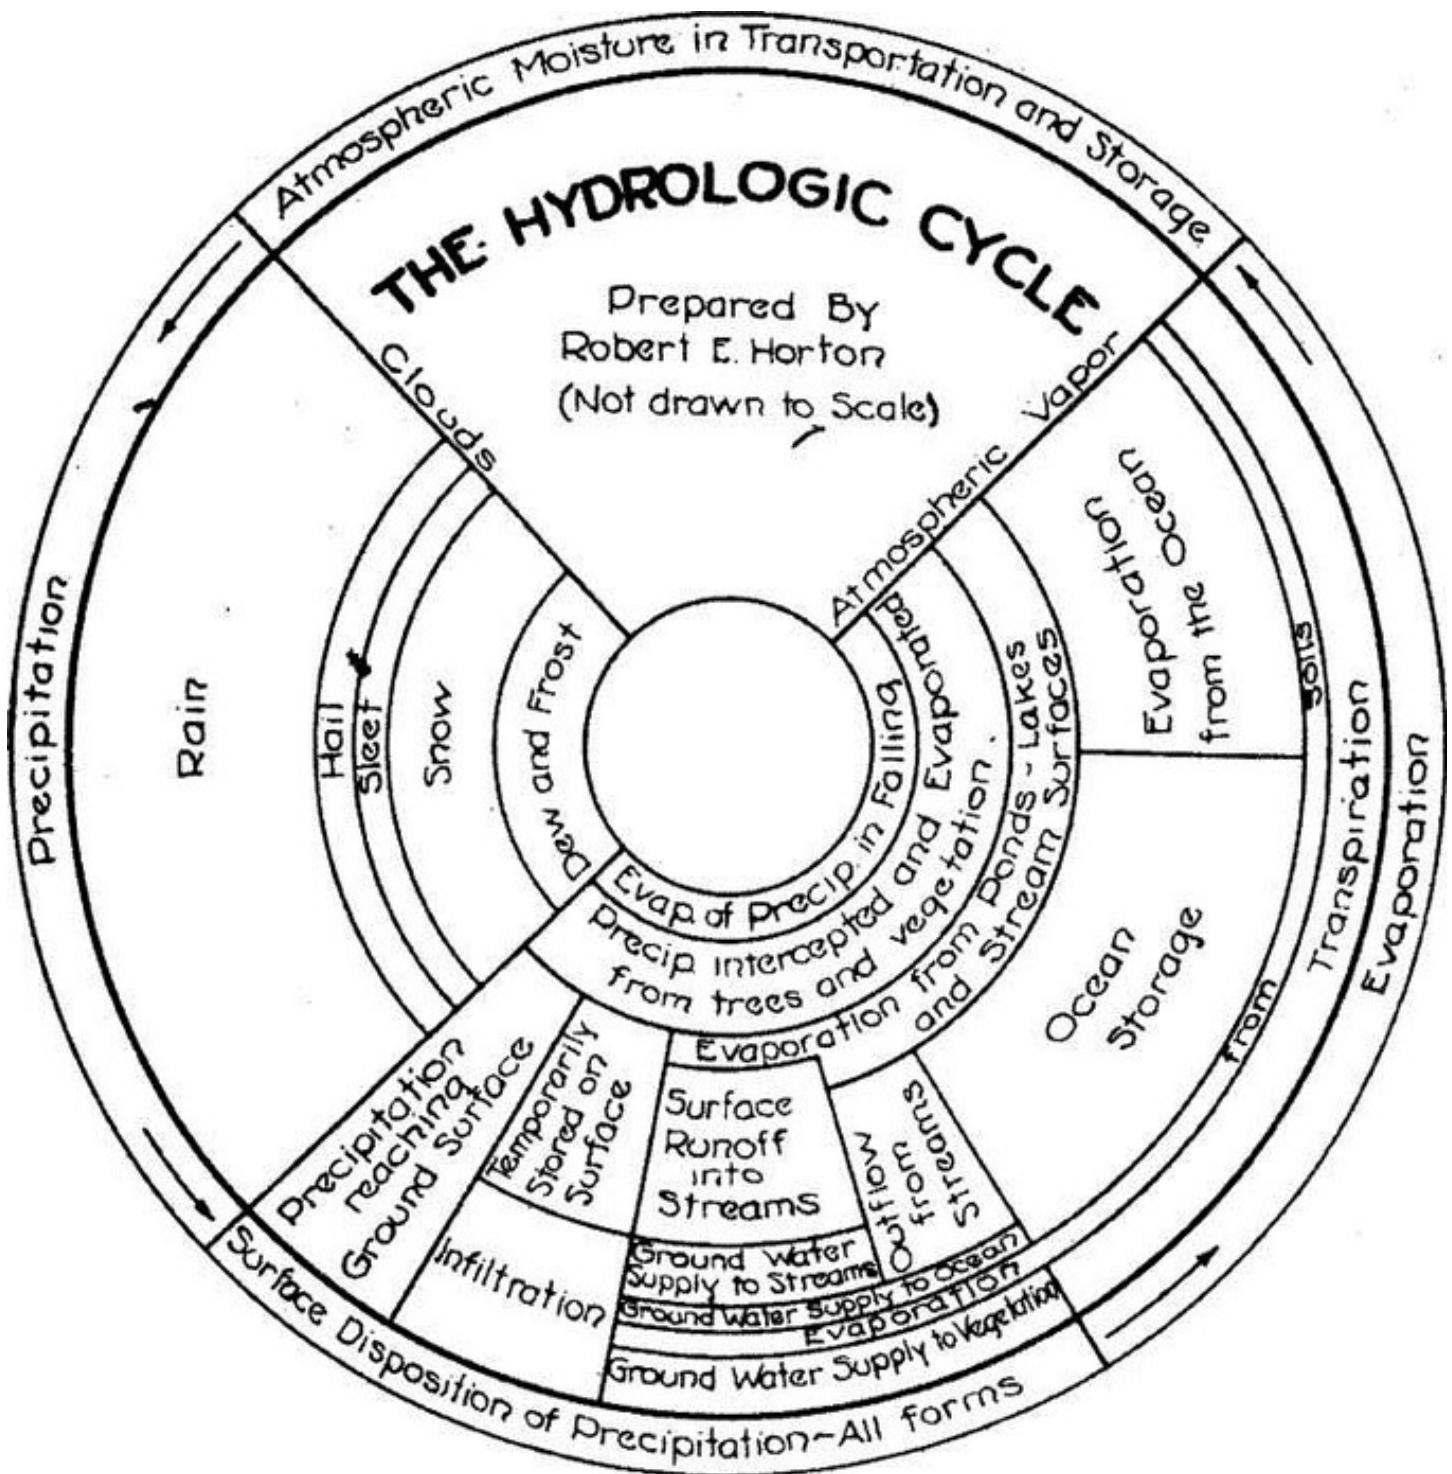 Atmospheric Moisture in Transportation and Storage
THE HYDROLOGIC CYCLE
Prepared By
Robert E. Horton
(Not drawn to Scale)
Clouds
Atmospheric Vapor
Precipitation
Rain
Hail
Sleet
Snow
Dew and Frost
Evap. of Precip. in Falling
Precip. intercepted and Evaporated Evaporated
from trees and vegetation.
Evaporation from ponds - Lakes
and Stream Surfaces
Evaporation
from the Ocean
Ocean
Storage
Evaporation from soils
Transpiration
Evaporation
Precipitation
reaching
Ground Surface
Temporarily
Stored on
Surface
Infiltration
Surface
Runoff
into
Streams
Outflow
from
Streams
Ground Water
Supply to Streams
Ground Water Supply to Ocean
Ground Water Supply to Vegetation
Surface Disposition of Precipitation~All forms